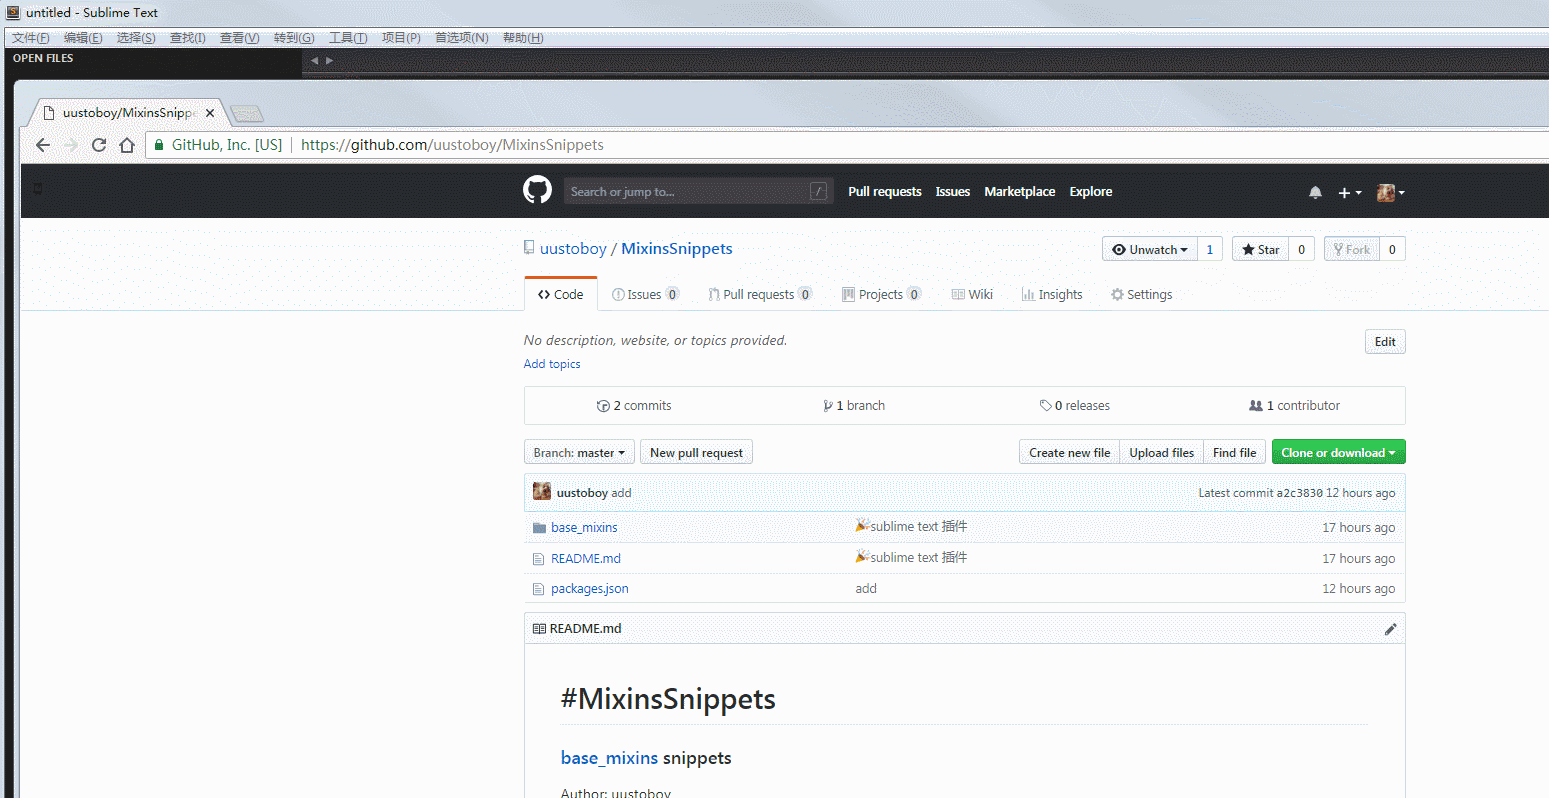 untitled - Sublime Text
文件(F) 编辑(E) 选择(S) 查找(I) 查看(V) 转到(G) 工具(T) 项目(P) 首选项(N) 帮助(H)
OPEN FILES
uustoboy/MixinsSnippe
GitHub, Inc. [US] https://github.com/uustoboy/MixinsSnippets
Search or jump to... / Pull requests Issues Marketplace Explore
uustoboy / MixinsSnippets Unwatch 1 Star 0 Fork 0
Code Issues 0 Pull requests 0 Projects 0 Wiki Insights Settings
No description, website, or topics provided. Edit
Add topics
2 commits 1 branch 0 releases 1 contributor
Branch: master New pull request Create new file Upload files Find file Clone or download
uustoboy add Latest commit a2c3830 12 hours ago
base_mixins 🎉sublime text 插件 17 hours ago
README.md 🎉sublime text 插件 17 hours ago
packages.json add 12 hours ago
README.md
#MixinsSnippets
base_mixins snippets
Author: uustoboy